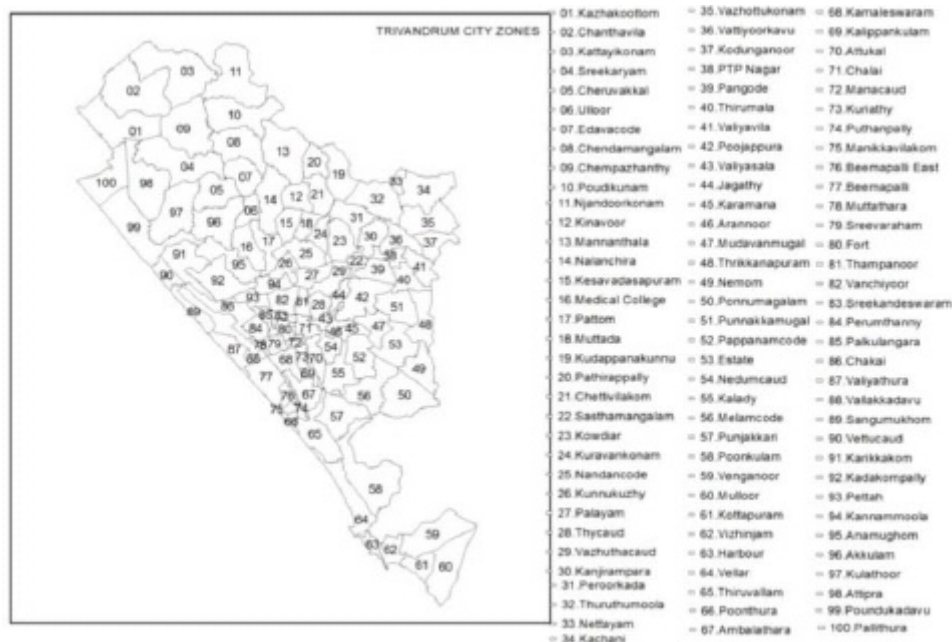 TRIVANDRUM CITY ZONES
01.Kazhakoottom
02.Chanthavila
03.Kattayikonam
04.Sreekaryam
05.Cheruvakkal
06.Ulloor
07.Edavacode
08.Chendamangalam
09.Chempazhanthy
10.Poudikunam
11.Njandoorkonam
12.Kinavoor
13.Mannanthala
14.Nalanchira
15.Kesavadasapuram
16.Medical College
17.Pattom
18.Muttada
19.Kudappanakunnu
20.Pathirappally
21.Chettivilakom
22.Sasthamangalam
23.Kowdiar
24.Kuravankonam
25.Nandancode
26.Kunnukuzhy
27.Palayam
28.Thycaud
29.Vazhuthacaud
30.Kanjirampara
31.Peroorkada
32.Thuruthumoola
33.Nettayam
34.Kachani
35.Vazhottukonam
36.Vattiyoorkavu
37.Kodunganoor
38.PTP Nagar
39.Pangode
40.Thirumala
41.Valiyavila
42.Poojappura
43.Valiyasala
44.Jagathy
45.Karamana
46.Arannoor
47.Mudavanmugal
48.Thrikkanapuram
49.Nemom
50.Ponnumagalam
51.Punnakkamugal
52.Pappanamcode
53.Estate
54.Nedumcaud
55.Kalady
56.Melamcode
57.Punjakkari
58.Poonkulam
59.Venganoor
60.Mulloor
61.Kottapuram
62.Vizhinjam
63.Harbour
64.Vellar
65.Thiruvallam
66.Poonthura
67.Ambalathara
68.Kamaleswaram
69.Kalippankulam
70.Attukal
71.Chalai
72.Manacaud
73.Kuriathy
74.Puthanpally
75.Manikkavilakom
76.Beemapalli East
77.Beemapalli
78.Muttathara
79.Sreevaraham
80.Fort
81.Thampanoor
82.Vanchiyoor
83.Sreekandeswaram
84.Perumthanny
85.Palkulangara
86.Chakai
87.Valiyathura
88.Vallakkadavu
89.Sangumukhom
90.Vettucaud
91.Karikkakom
92.Kadakompally
93.Pettah
94.Kannammoola
95.Anamughom
96.Akkulam
97.Kulathoor
98.Attipra
99.Poundukadavu
100.Pallithura